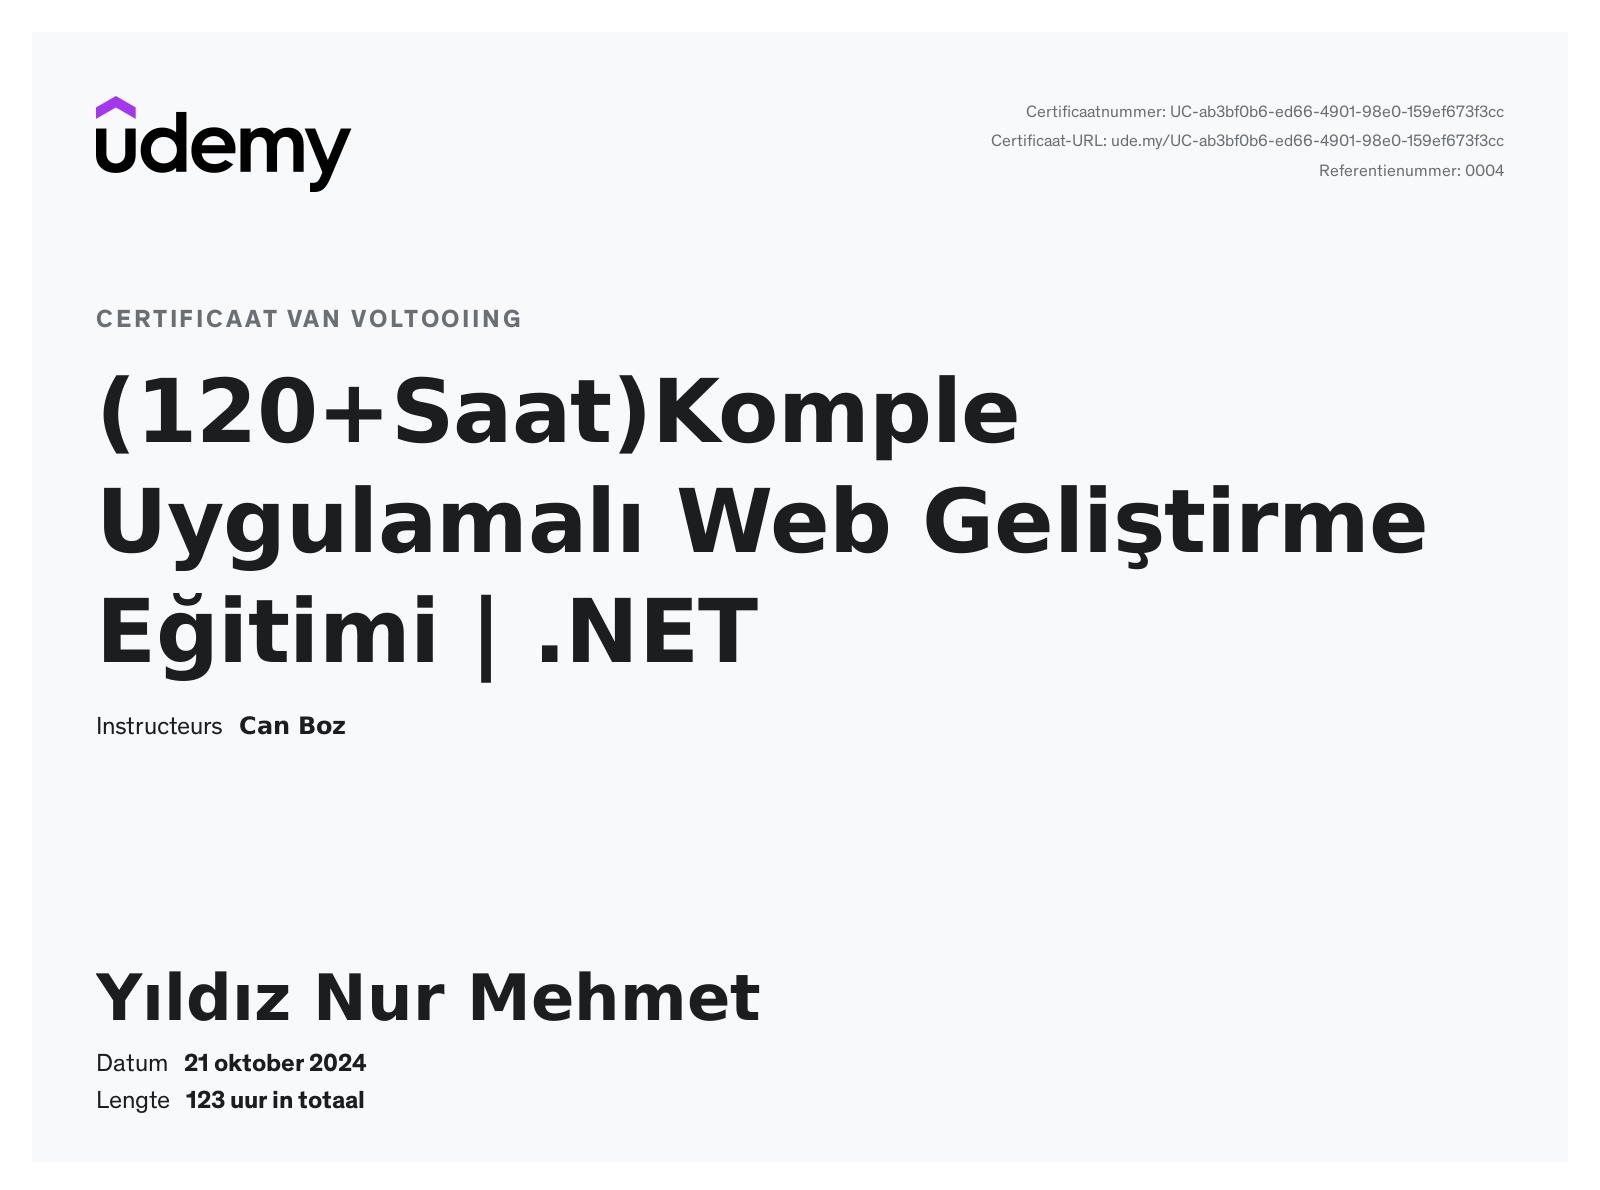 udemy
Certificaatnummer: UC-ab3bf0b6-ed66-4901-98e0-159ef673f3cc
Certificaat-URL: ude.my/UC-ab3bf0b6-ed66-4901-98e0-159ef673f3cc
Referentienummer: 0004
CERTIFICAAT VAN VOLTOOIING
(120+Saat)Komple
Uygulamalı Web Geliştirme
Eğitimi | .NET
Instructeurs Can Boz
Yıldız Nur Mehmet
Datum 21 oktober 2024
Lengte 123 uur in totaal